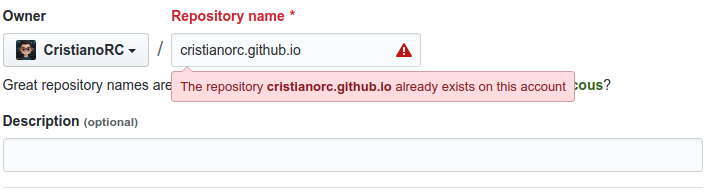 Owner Repository name *
CristianoRC / cristianorc.github.io
The repository cristianorc.github.io already exists on this account
Great repository names are cous?
Description (optional)